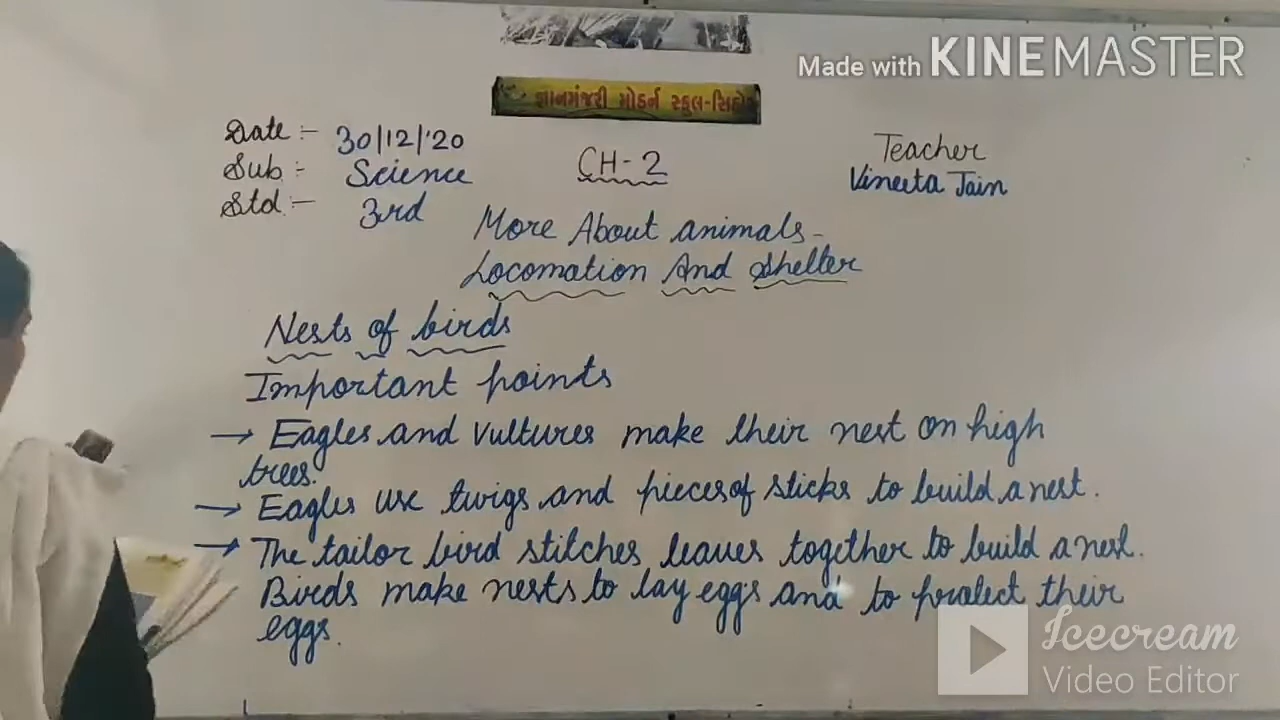 Made with KINEMASTER
જ્ઞાનમંજરી મોડર્ન સ્કુલ-સિહોર
Date :- 30/12/'20
Sub :- Science
Std :- 3rd
CH-2
Teacher
Vineeta Jain
More About animals-
Locomation And Shelter
Nests of birds
Important points
→ Eagles and vultures make their nest on high
trees.
→ Eagles use twigs and pieces of sticks to build a nest.
→ The tailor bird stitches leaves together to build a nest.
Birds make nests to lay eggs and to protect their
eggs.
Icecream
Video Editor